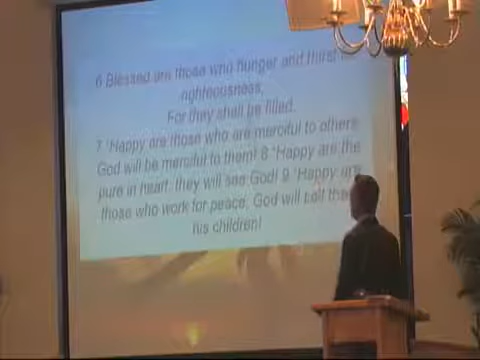 6 Blessed are those who hunger and thirst
righteousness,
For they shall be filled.
7 "Happy are those who are merciful to others
God will be merciful to them! 8 "Happy are the
pure in heart; they will see God! 9 "Happy are
those who work for peace; God will call them
his children!